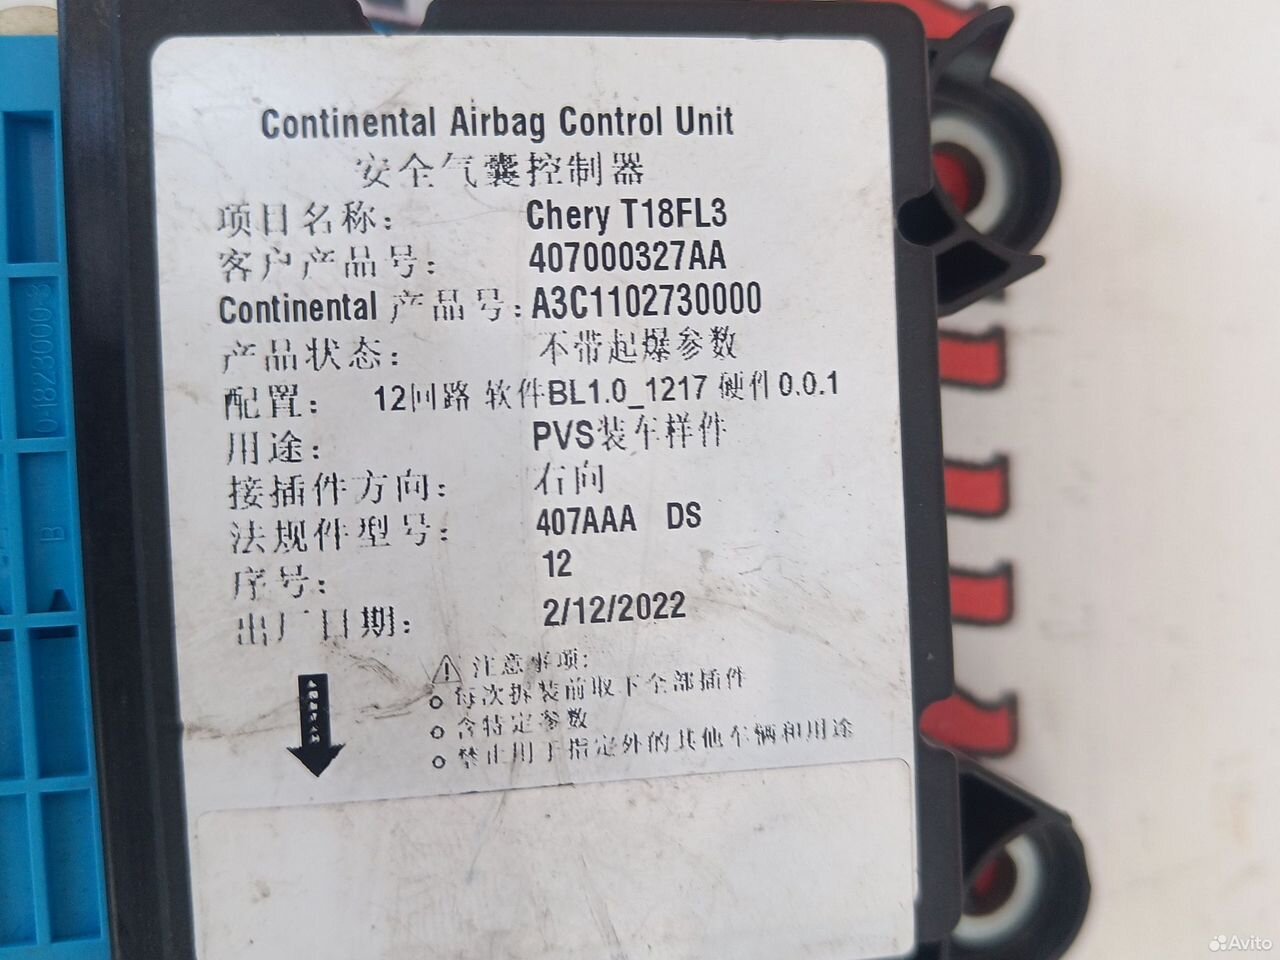 Continental Airbag Control Unit
安全气囊控制器
项目名称: Chery T18FL3
客户产品号: 407000327AA
Continental 产品号: A3C1102730000
产品状态: 不带起爆参数
配置: 12回路 软件BL1.0_1217 硬件0.0.1
用途: PVS装车样件
接插件方向: 右向
法规件型号: 407AAA DS
序号: 12
出厂日期: 2/12/2022
注意事项:
每次拆装前取下全部插件
含特定参数
禁止用于指定外的其他车辆和用途
B
Avito